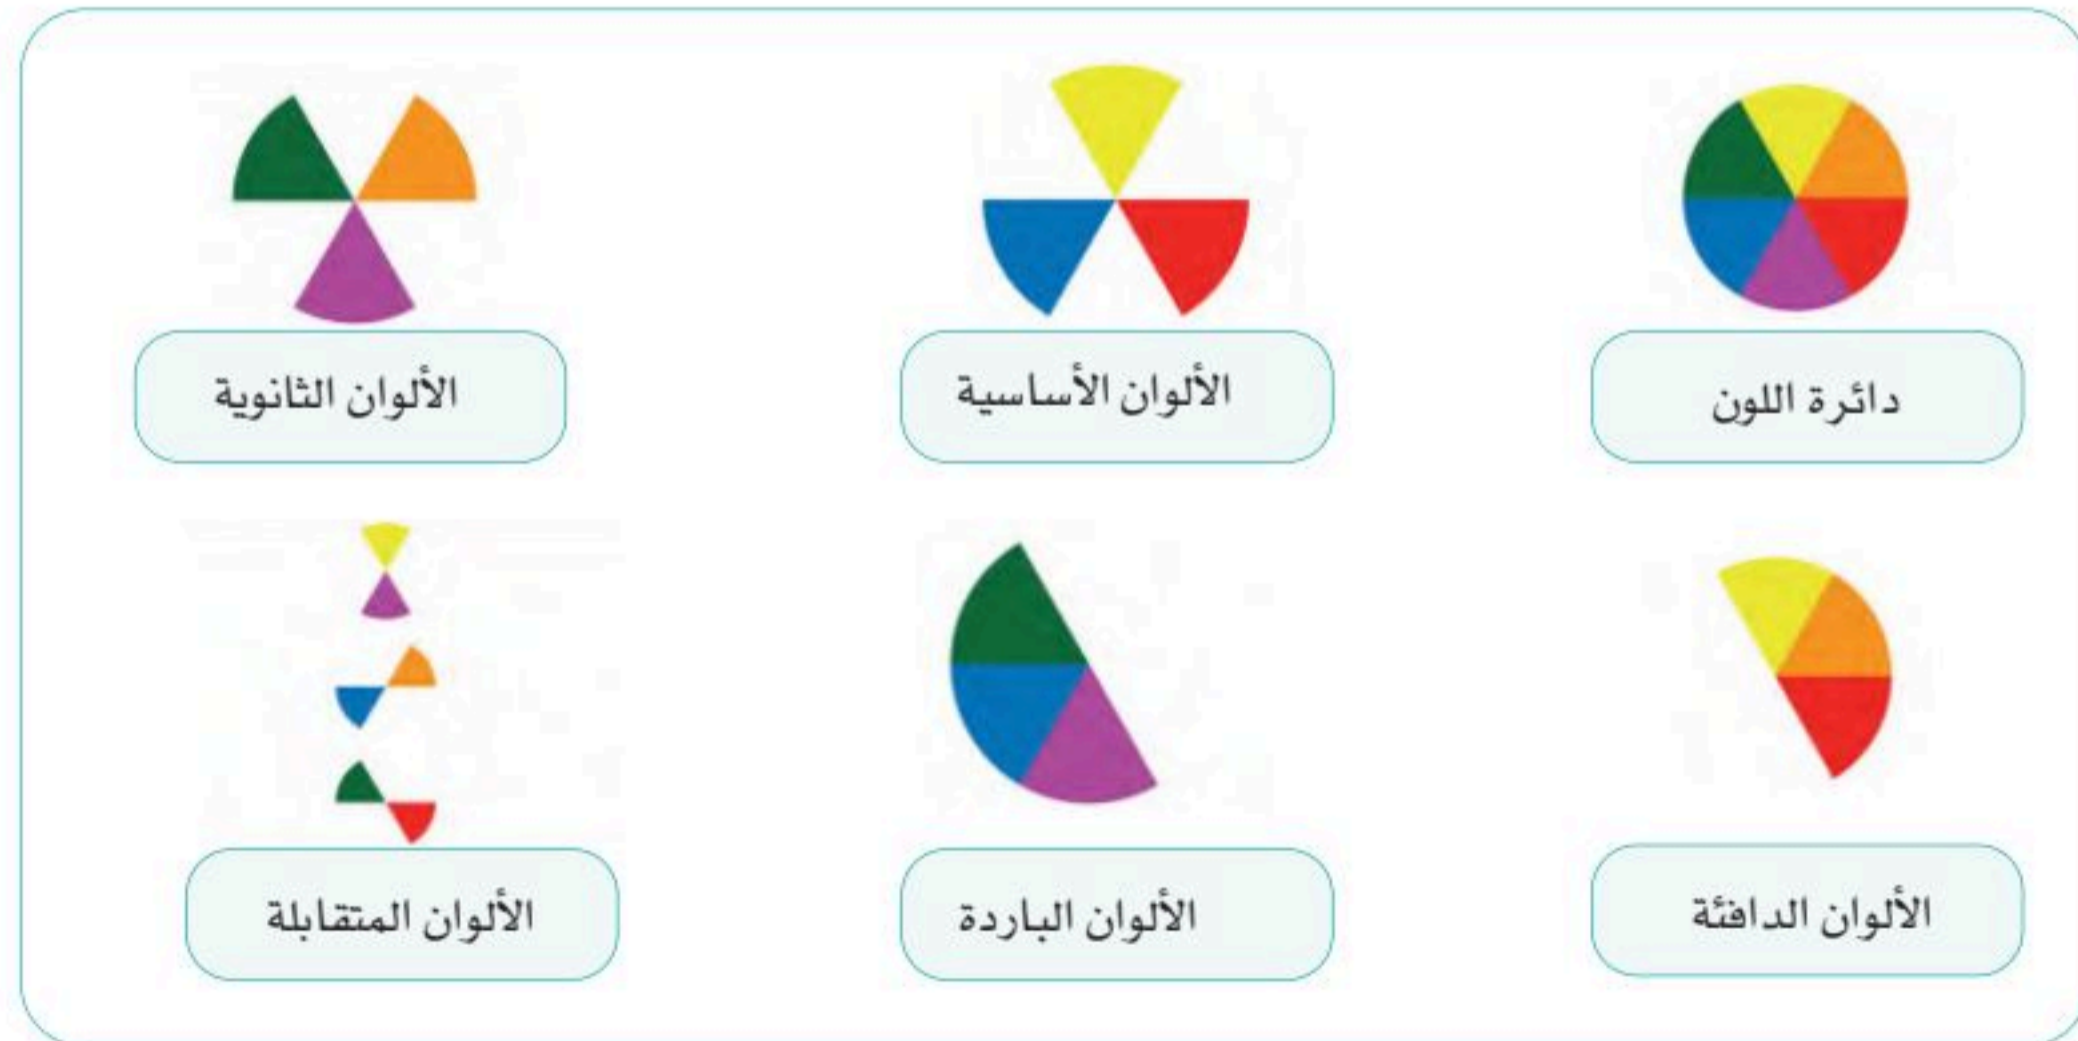 دائرة اللون
الألوان الأساسية
الألوان الثانوية
الألوان الدافئة
الألوان الباردة
الألوان المتقابلة